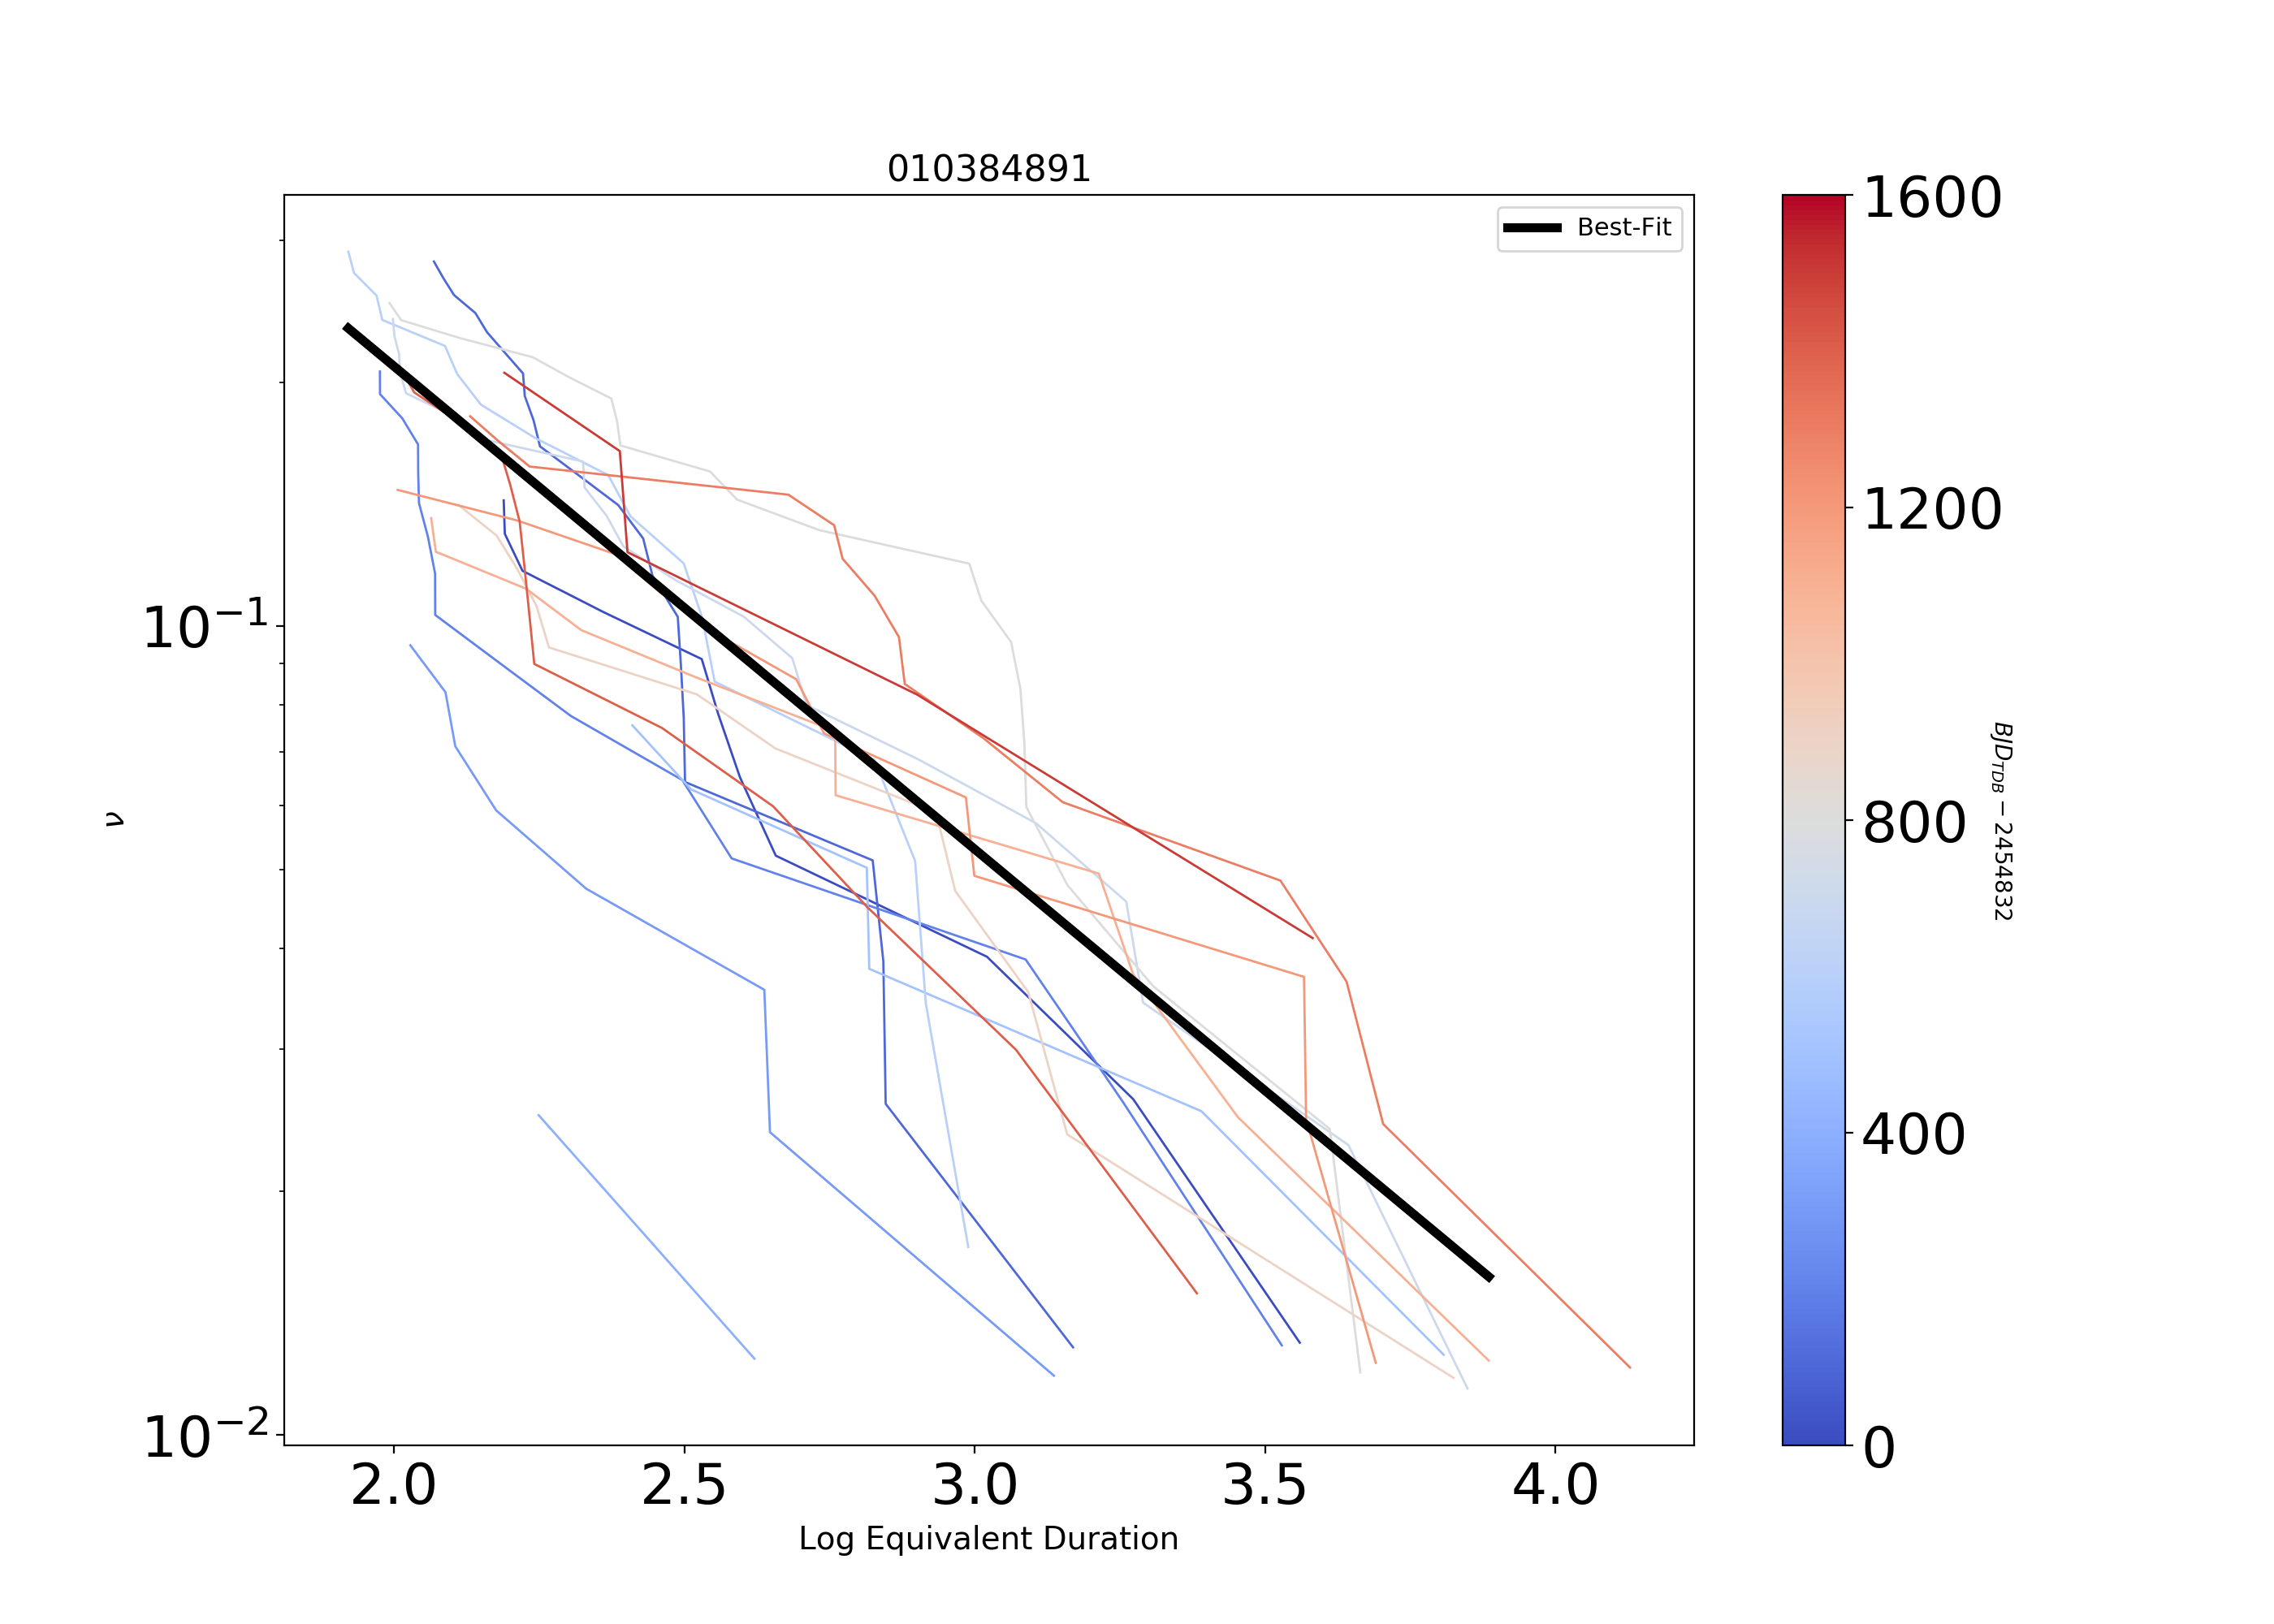 010384891
Best-Fit
10⁻¹
10⁻²
ν
2.0 2.5 3.0 3.5 4.0
Log Equivalent Duration
1600
1200
800
400
0
BJD_TDB − 2454832